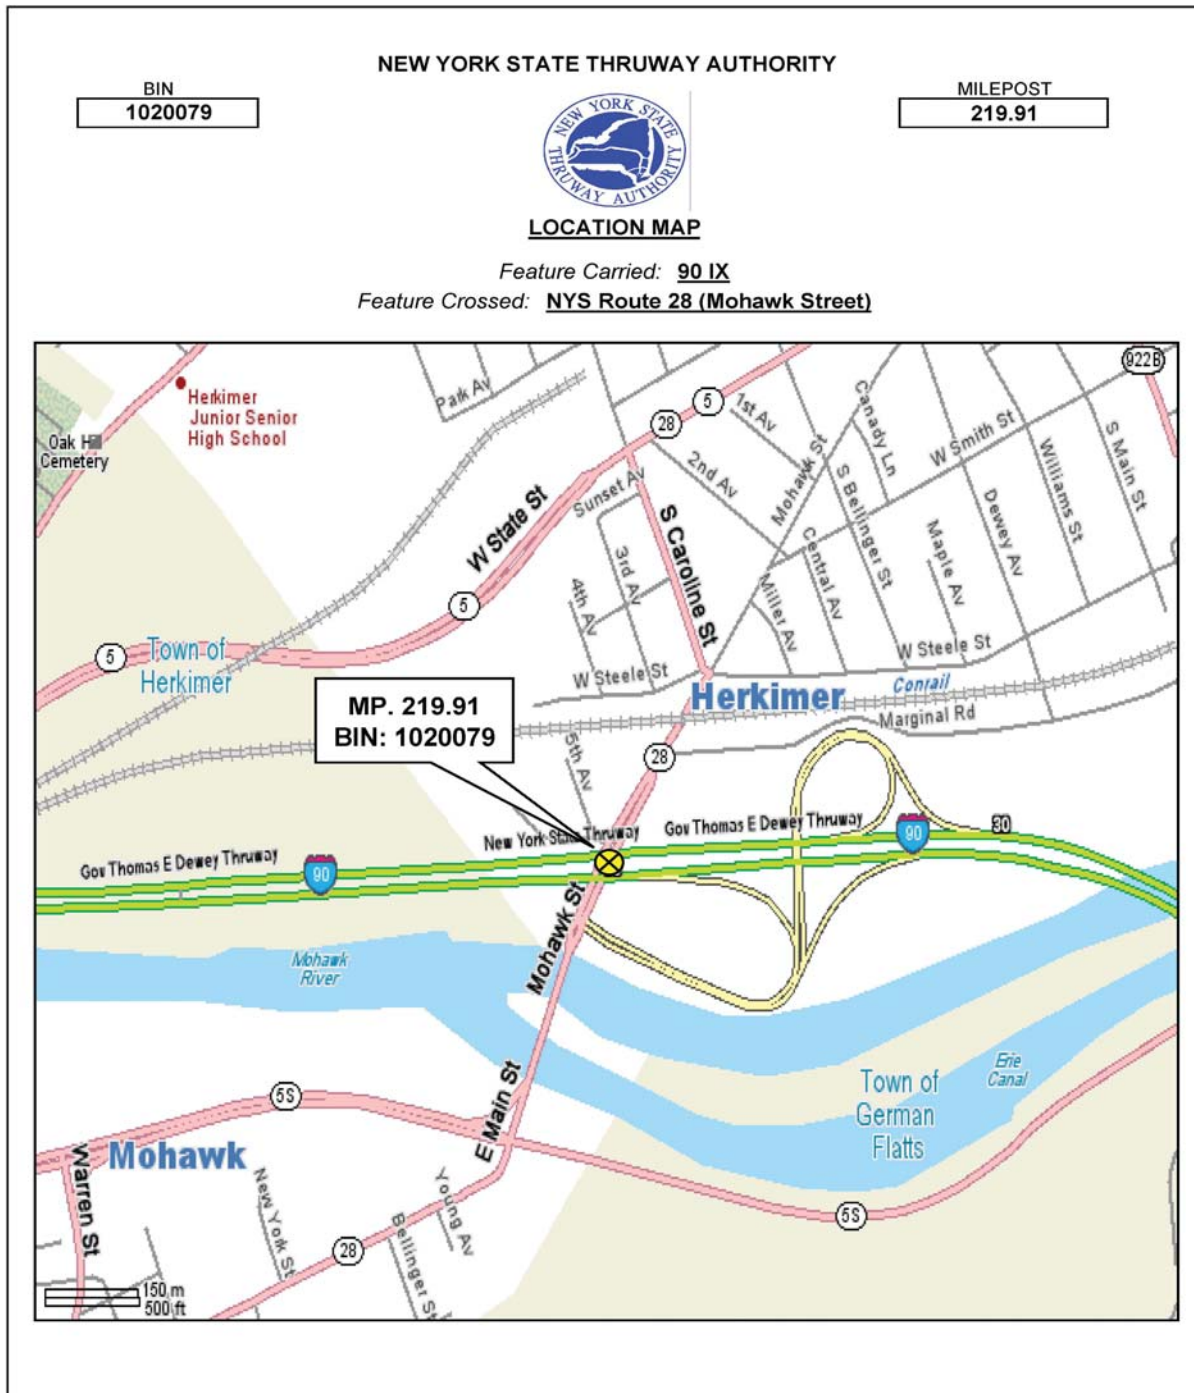 NEW YORK STATE THRUWAY AUTHORITY
BIN
1020079
MILEPOST
219.91
NEW YORK STATE
THRUWAY AUTHORITY
LOCATION MAP
Feature Carried: 90 IX
Feature Crossed: NYS Route 28 (Mohawk Street)
922B
Herkimer
Junior Senior
High School
Oak H
Cemetery
Park Av
28
5
1st Av
2nd Av
Canady Ln
Mohawk St
W Smith St
S Main St
Williams St
S Bellinger St
Dewey Av
Sunset Av
W State St
S Caroline St
3rd Av
4th Av
Central Av
Maple Av
Miller Av
5
5
Town of
Herkimer
W Steele St
W Steele St
Herkimer
Conrail
Marginal Rd
MP. 219.91
BIN: 1020079
5th Av
28
New York State Thruway
Gov Thomas E Dewey Thruway
90
30
Gov Thomas E Dewey Thruway
90
Mohawk St
Mohawk
River
Erie
Canal
Town of
German
Flatts
5S
E Main St
Mohawk
Warren St
New York St
Young Av
Bellinger St
28
5S
150 m
500 ft